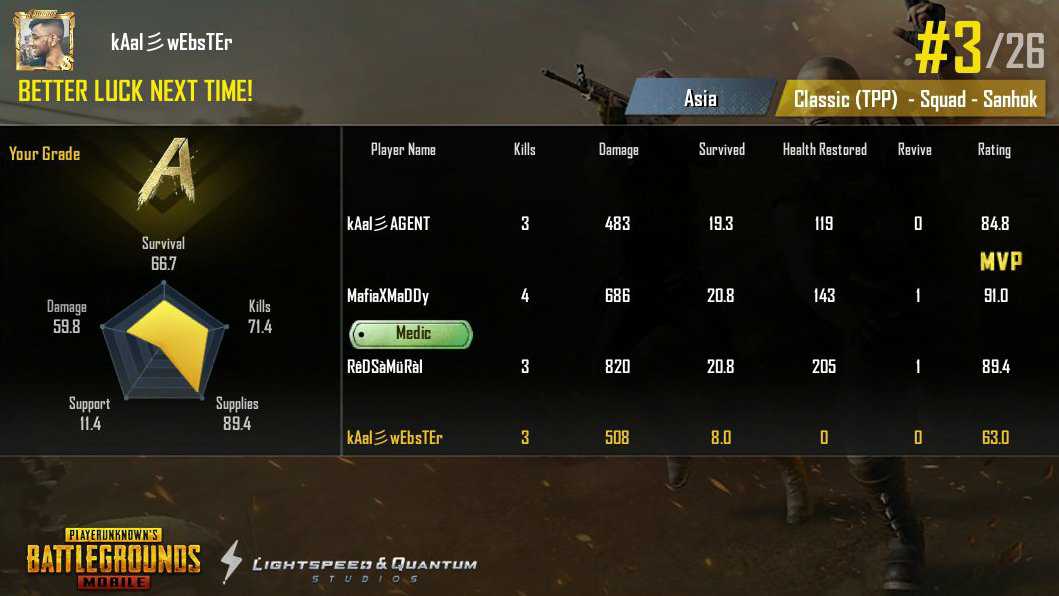 kAal彡wEbsTEr
#3/26
BETTER LUCK NEXT TIME!
Asia
Classic (TPP) - Squad - Sanhok
Your Grade
A
Survival
66.7
Damage
59.8
Kills
71.4
Support
11.4
Supplies
89.4
Player Name Kills Damage Survived Health Restored Revive Rating
kAal彡AGENT 3 483 19.3 119 0 84.8
MVP
MafiaXMaDDy 4 686 20.8 143 1 91.0
Medic
RêDSàMüRàl 3 820 20.8 205 1 89.4
kAal彡wEbsTEr 3 508 8.0 0 0 63.0
PLAYERUNKNOWN'S
BATTLEGROUNDS
MOBILE
LIGHTSPEED & QUANTUM
STUDIOS